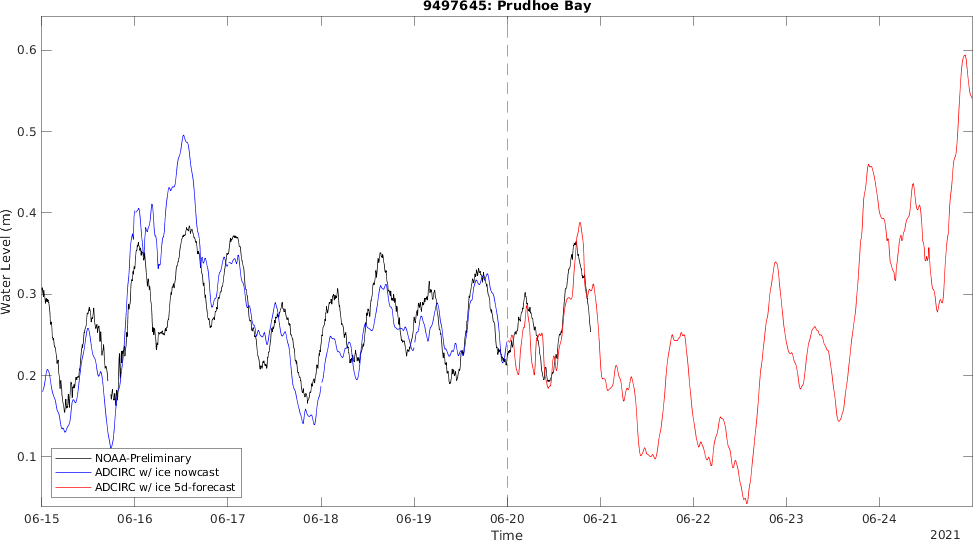 9497645: Prudhoe Bay
0.6
0.5
0.4
0.3
0.2
0.1
Water Level (m)
NOAA-Preliminary
ADCIRC w/ ice nowcast
ADCIRC w/ ice 5d-forecast
06-15 06-16 06-17 06-18 06-19 06-20 06-21 06-22 06-23 06-24
Time
2021